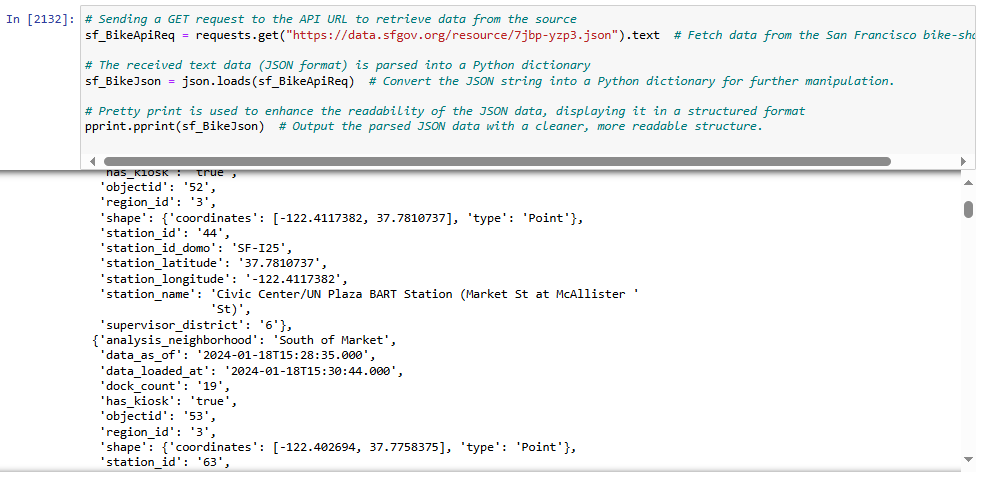 In [2132]:
# Sending a GET request to the API URL to retrieve data from the source
sf_BikeApiReq = requests.get("https://data.sfgov.org/resource/7jbp-yzp3.json").text  # Fetch data from the San Francisco bike-sh
# The received text data (JSON format) is parsed into a Python dictionary
sf_BikeJson = json.loads(sf_BikeApiReq)  # Convert the JSON string into a Python dictionary for further manipulation.
# Pretty print is used to enhance the readability of the JSON data, displaying it in a structured format
pprint.pprint(sf_BikeJson)  # Output the parsed JSON data with a cleaner, more readable structure.
'has_kiosk': 'true',
'objectid': '52',
'region_id': '3',
'shape': {'coordinates': [-122.4117382, 37.7810737], 'type': 'Point'},
'station_id': '44',
'station_id_domo': 'SF-I25',
'station_latitude': '37.7810737',
'station_longitude': '-122.4117382',
'station_name': 'Civic Center/UN Plaza BART Station (Market St at McAllister '
'St)',
'supervisor_district': '6'},
{'analysis_neighborhood': 'South of Market',
'data_as_of': '2024-01-18T15:28:35.000',
'data_loaded_at': '2024-01-18T15:30:44.000',
'dock_count': '19',
'has_kiosk': 'true',
'objectid': '53',
'region_id': '3',
'shape': {'coordinates': [-122.402694, 37.7758375], 'type': 'Point'},
'station_id': '63',